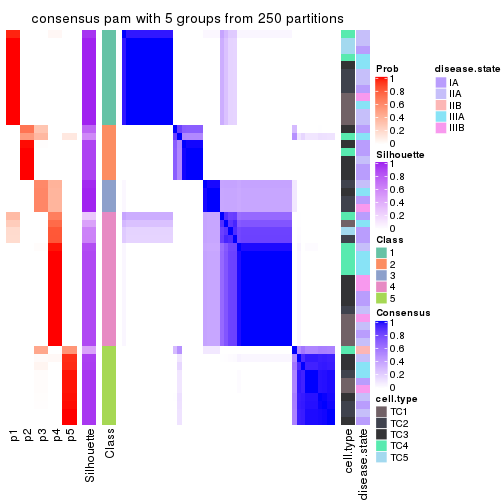 consensus pam with 5 groups from 250 partitions
Prob
1
0.8
0.6
0.4
0.2
0
Silhouette
1
0.8
0.6
0.4
0.2
0
Class
1
2
3
4
5
Consensus
1
0.8
0.6
0.4
0.2
0
cell.type
TC1
TC2
TC3
TC4
TC5
disease.state
IA
IIA
IIB
IIIA
IIIB
p1
p2
p3
p4
p5
Silhouette
Class
cell.type
disease.state